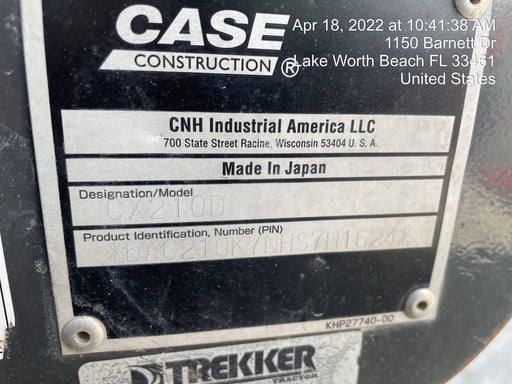 CASE
CONSTRUCTION ®
Apr 18, 2022 at 10:41:38 AM
1150 Barnett Dr
Lake Worth Beach FL 33461
United States
CNH Industrial America LLC
700 State Street Racine, Wisconsin 53404 U. S. A.
Made In Japan
Designation/Model
CX210D
Product Identification, Number (PIN)
*DAC210K7NHS7H1624*
KHP27740-00
TREKKER
TRACTOR